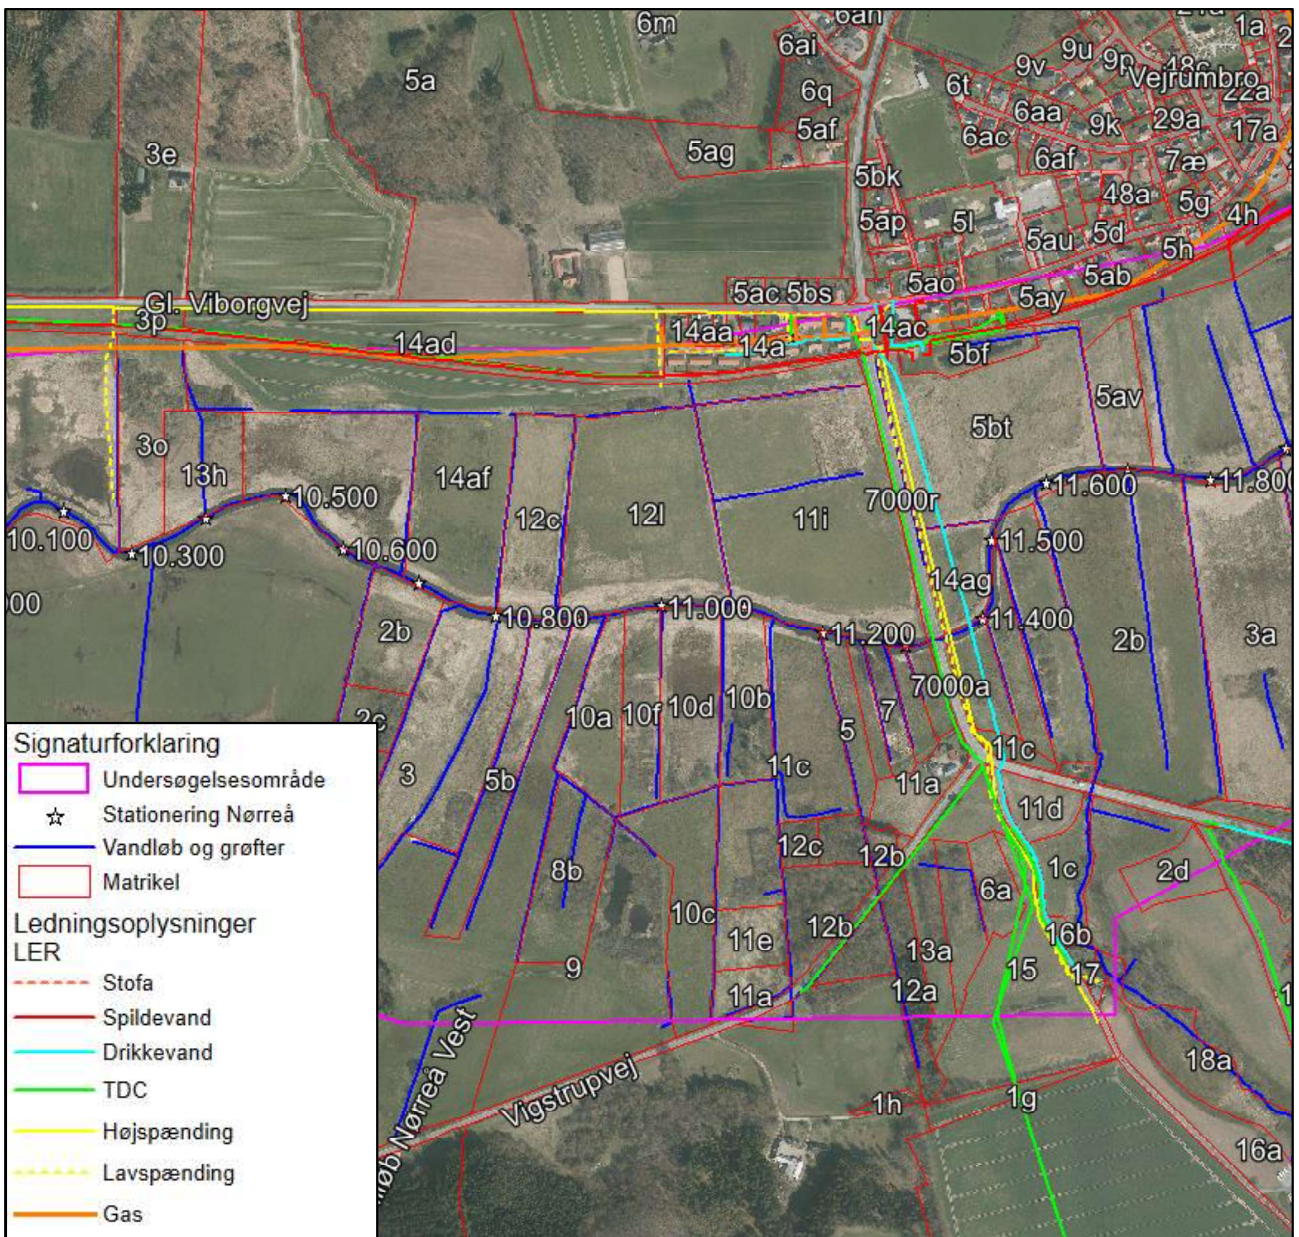 6m
6an
6ai
5a
6q
5af
5ag
3e
9u
9v
9p
48c
1a
2
Vejrumbro
22a
6t
6aa
9k
29a
17a
6ac
6af
7æ
5bk
48a
5g
4h
5ap
5l
5au
5d
5h
5ao
5ab
5ac
5bs
5ay
Gl. Viborgvej
3p
14ad
14aa
14a
14ac
5bf
5av
5bt
3o
13h
14af
12c
12l
11i
7000r
10.100
10.300
10.500
10.600
10.800
11.000
11.200
11.400
11.500
11.600
11.800
14ag
000
2b
2b
3a
7000a
2c
3
5b
10a
10f
10d
10b
11c
5
7
11a
11c
11d
12c
12b
8b
6a
1c
2d
10c
11e
12b
13a
15
16b
17
9
11a
12a
18a
Vigstrupvej
1h
1g
16a
løb Nørreå Vest
Signaturforklaring
Undersøgelsesområde
Stationering Nørreå
Vandløb og grøfter
Matrikel
Ledningsoplysninger
LER
Stofa
Spildevand
Drikkevand
TDC
Højspænding
Lavspænding
Gas